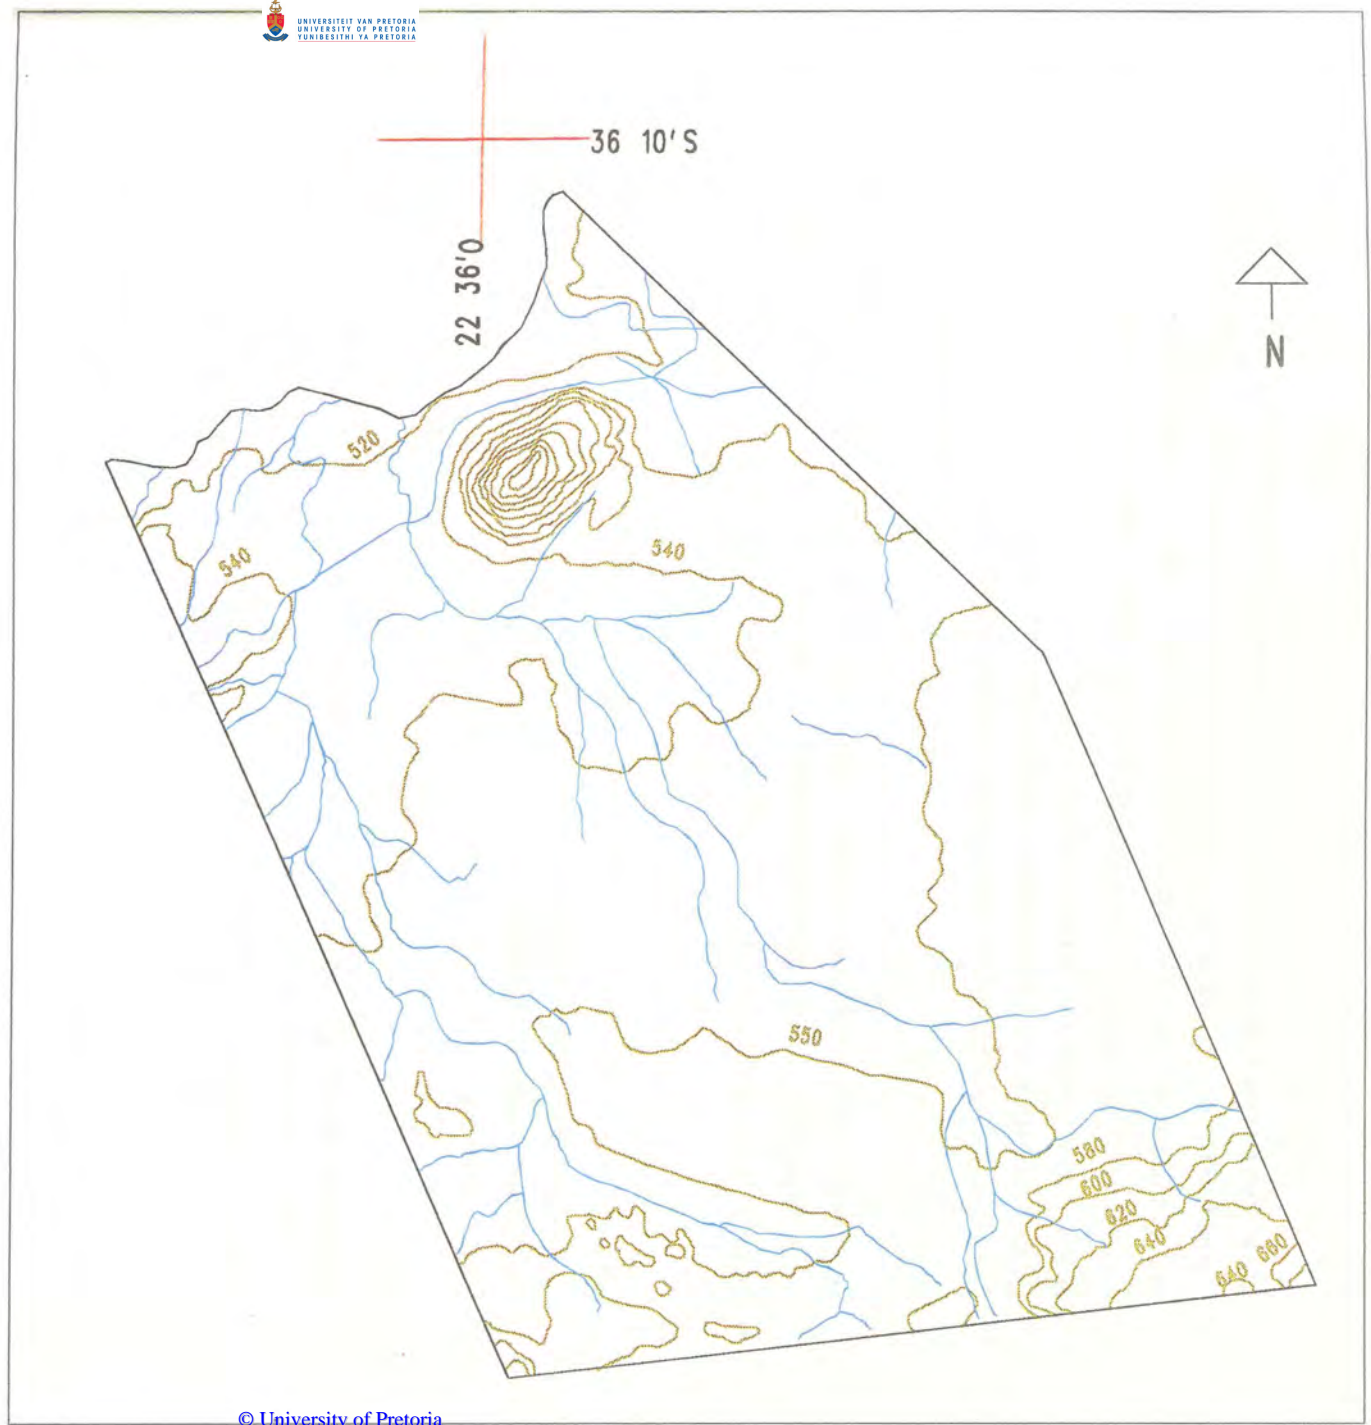 UNIVERSITEIT VAN PRETORIA
UNIVERSITY OF PRETORIA
YUNIBESITHI YA PRETORIA
36 10'S
22 36'0
N
520
540
540
550
580
600
620
640
640
660
© University of Pretoria